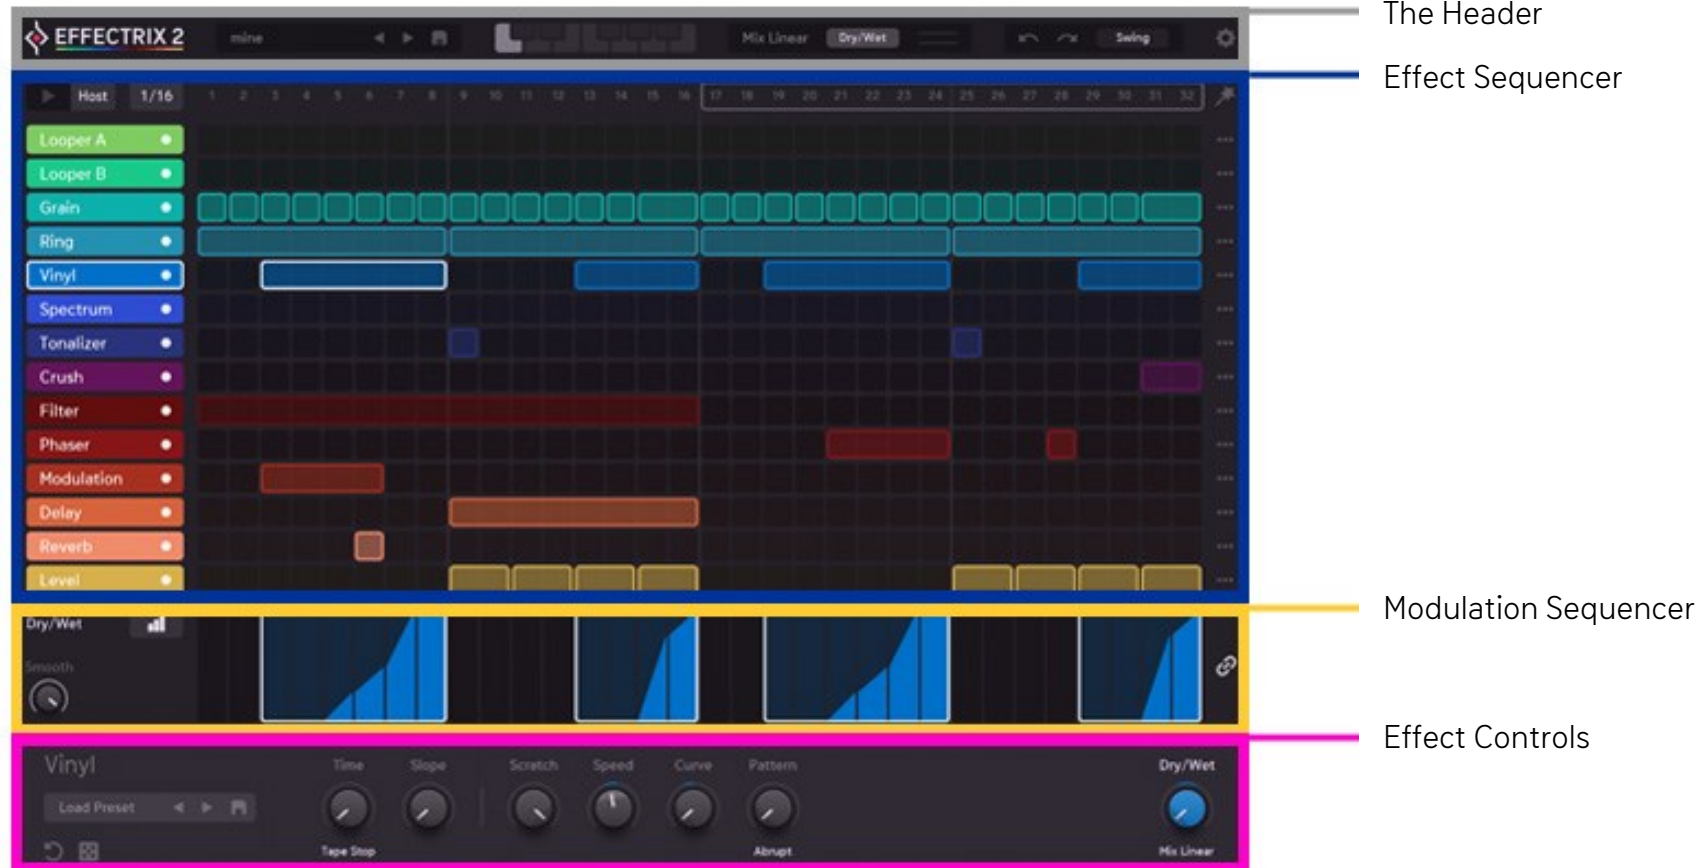 The Header
EFFECTRIX 2 mine Mix Linear Dry/Wet Swing
Effect Sequencer
Host 1/16 1 2 3 4 5 6 7 8 9 10 11 12 13 14 15 16 17 18 19 20 21 22 23 24 25 26 27 28 29 30 31 32
Looper A
Looper B
Grain
Ring
Vinyl
Spectrum
Tonalizer
Crush
Filter
Phaser
Modulation
Delay
Reverb
Level
Modulation Sequencer
Dry/Wet
Smooth
Effect Controls
Vinyl Time Slope Scratch Speed Curve Pattern Dry/Wet
Load Preset
Tape Stop Abrupt Mix Linear